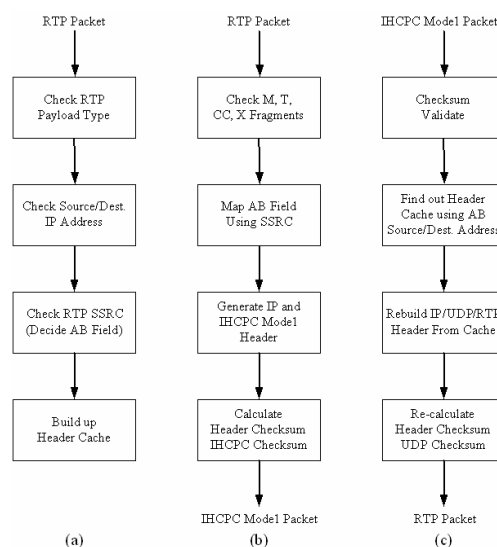 RTP Packet
Check RTP
Payload Type
Check Source/Dest.
IP Address
Check RTP SSRC
(Decide AB Field)
Build up
Header Cache
(a)
RTP Packet
Check M, T,
CC, X Fragments
Map AB Field
Using SSRC
Generate IP and
IHCPC Model
Header
Calculate
Header Checksum
IHCPC Checksum
IHCPC Model Packet
(b)
IHCPC Model Packet
Checksum
Validate
Find out Header
Cache using AB
Source/Dest. Address
Rebuild IP/UDP/RTP
Header From Cache
Re-calculate
Header Checksum
UDP Checksum
RTP Packet
(c)